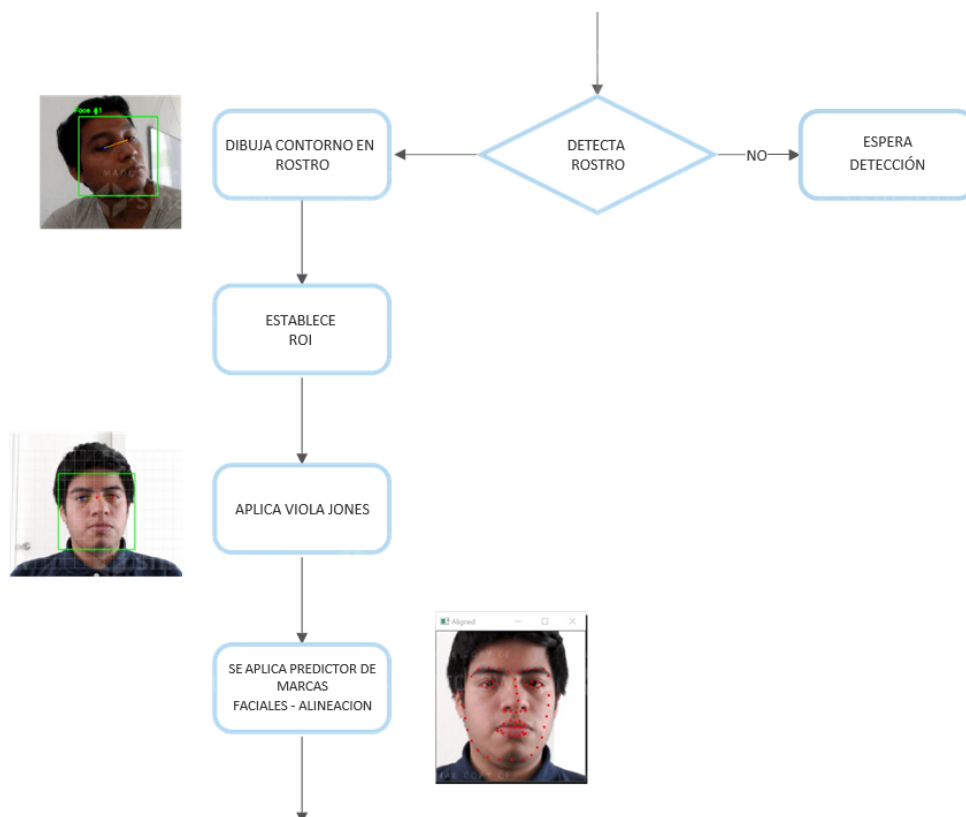 DETECTA
ROSTRO
NO
ESPERA
DETECCIÓN
DIBUJA CONTORNO EN
ROSTRO
ESTABLECE
ROI
APLICA VIOLA JONES
SE APLICA PREDICTOR DE
MARCAS
FACIALES - ALINEACION
Aligned